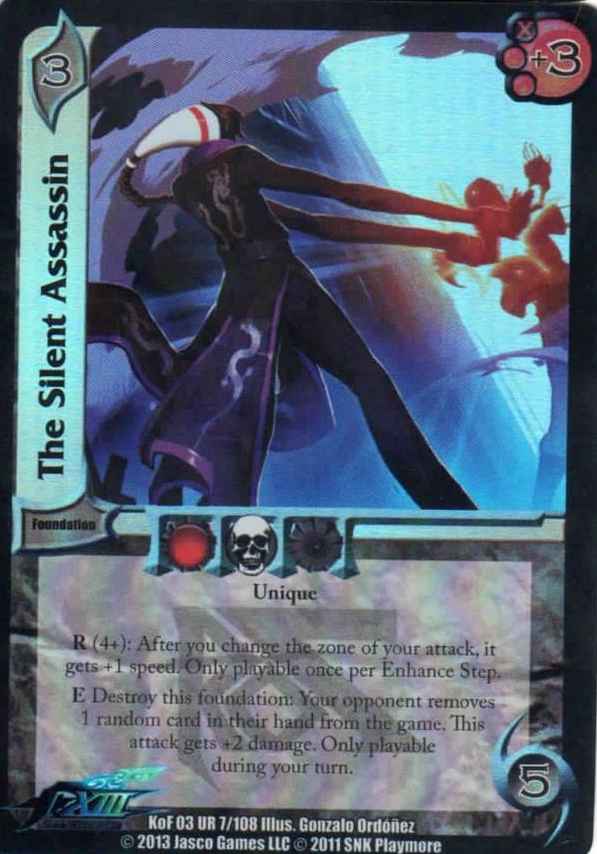 3
X
+3
The Silent Assassin
Foundation
Unique
R (4+): After you change the zone of your attack, it
gets +1 speed. Only playable once per Enhance Step.
E Destroy this foundation: Your opponent removes
1 random card in their hand from the game. This
attack gets +2 damage. Only playable
during your turn.
5
XIII
KoF 03 UR 7/108 Illus. Gonzalo Ordóñez
© 2013 Jasco Games LLC © 2011 SNK Playmore